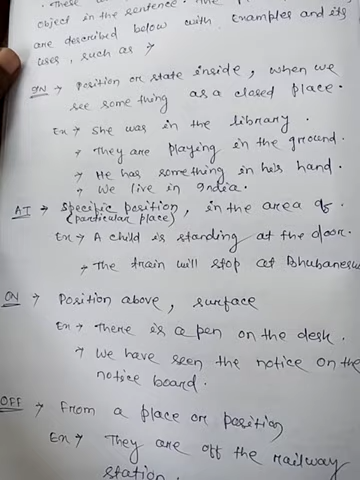 These
object in the sentence. The
are described below with examples and its
uses, such as →
IN → Position or state inside, when we
see something as a closed place.
Ex → She was in the library.
→ They are playing in the ground.
→ He has something in his hand.
→ We live in India.
AT → Specific position, in the area of.
(particular place)
Ex → A child is standing at the door.
→ The train will stop at Bhubanesw
ON → Position above, surface
Ex → There is a pen on the desk.
→ We have seen the notice on the
notice board.
OFF → From a place or position
Ex → They are off the railway
station.